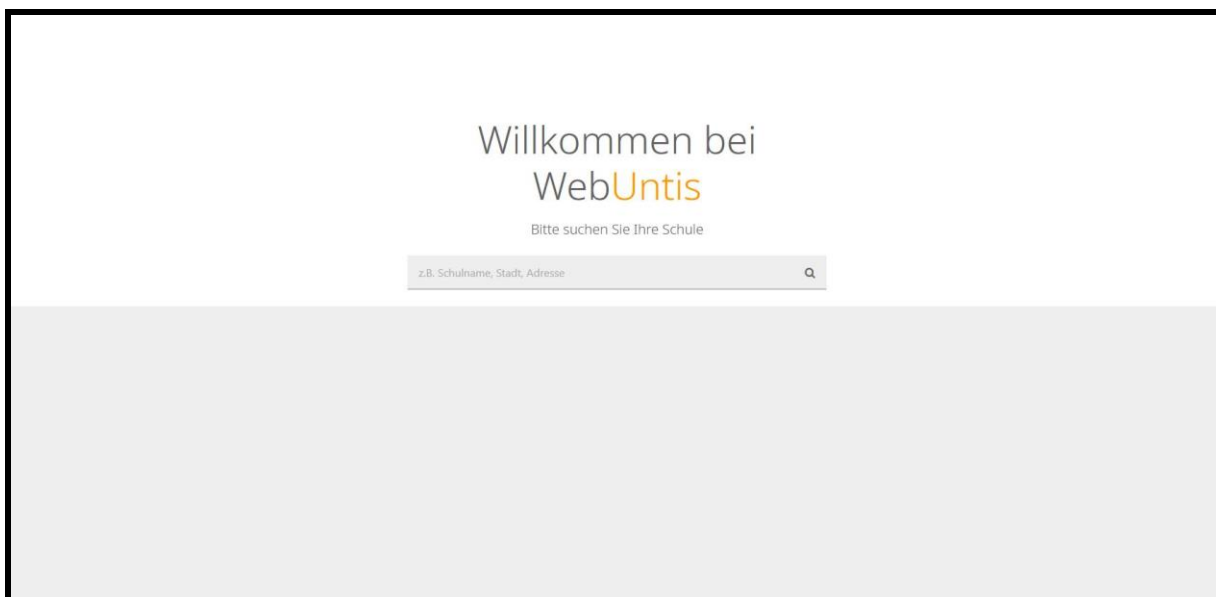 Willkommen bei
WebUntis
Bitte suchen Sie Ihre Schule
z.B. Schulname, Stadt, Adresse